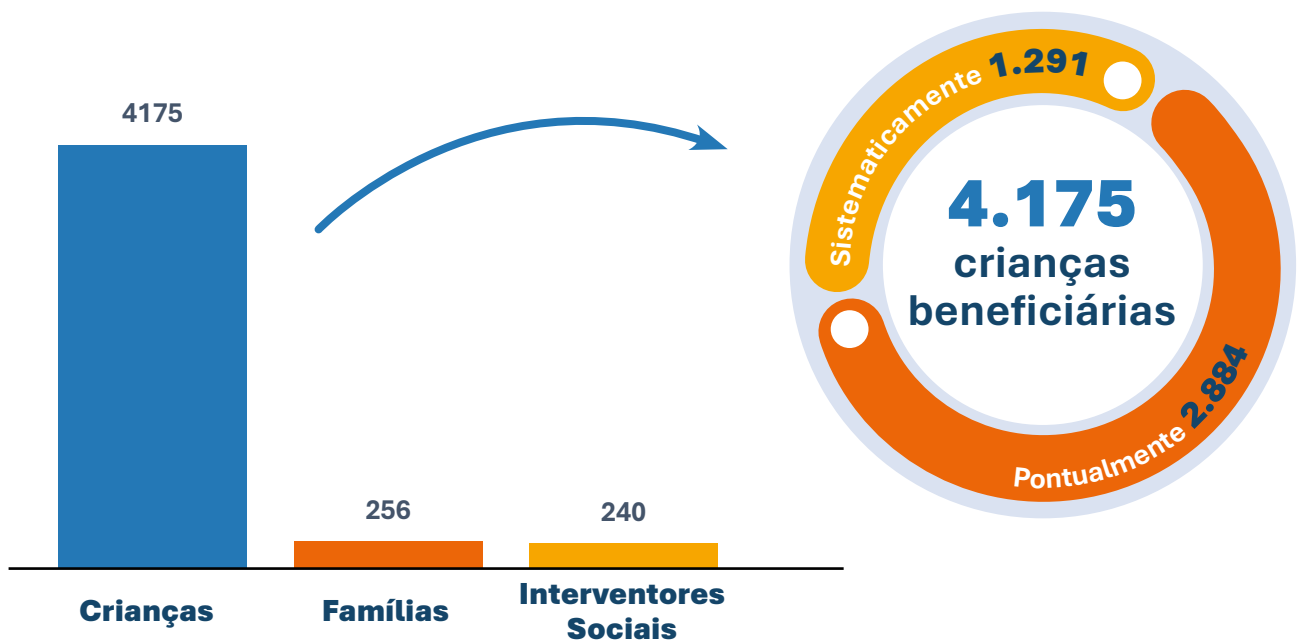 4175
256
240
Crianças
Famílias
Interventores
Sociais
Sistematicamente 1.291
4.175
crianças
beneficiárias
Pontualmente 2.884